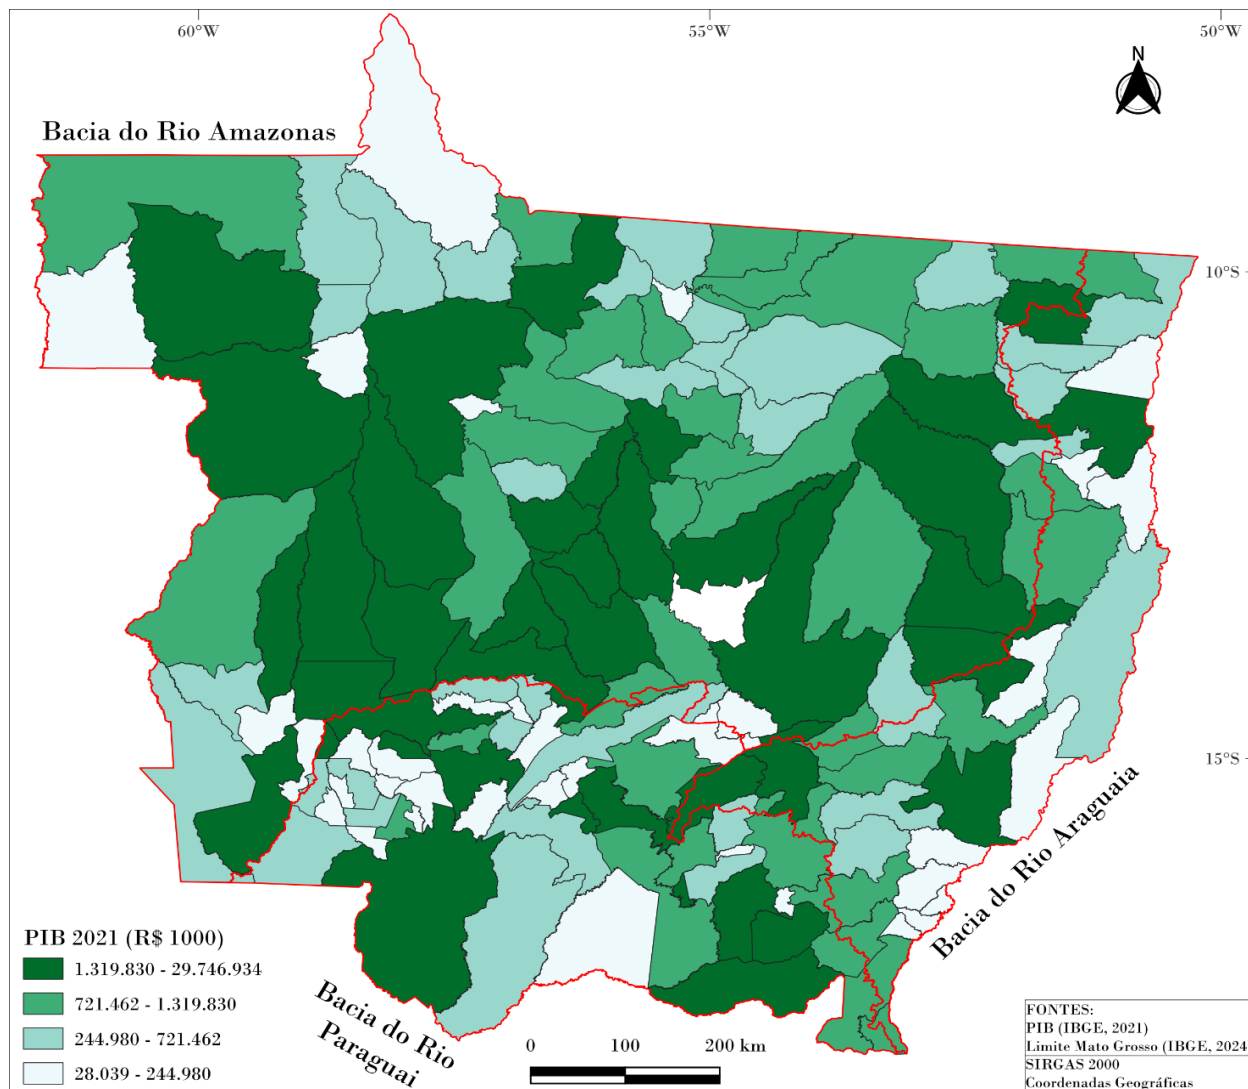 60°W
55°W
50°W
N
Bacia do Rio Amazonas
10°S
15°S
Bacia do Rio Araguaia
PIB 2021 (R$ 1000)
1.319.830 - 29.746.934
721.462 - 1.319.830
244.980 - 721.462
28.039 - 244.980
Bacia do Rio
Paraguai
0 100 200 km
FONTES:
PIB (IBGE, 2021)
Limite Mato Grosso (IBGE, 2024
SIRGAS 2000
Coordenadas Geográficas